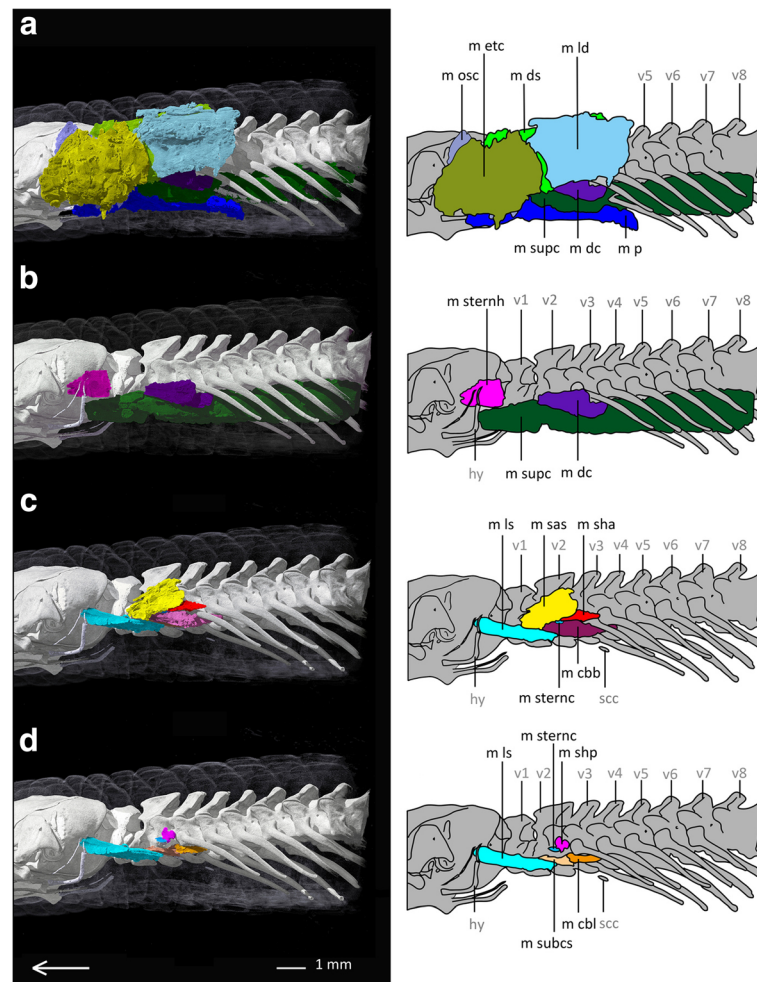 a
m etc
m ld
m osc
m ds
v5 v6 v7 v8
m supc
m dc
m p
b
m sternh
v1 v2 v3 v4 v5 v6 v7 v8
hy
m supc
m dc
c
m ls
m sas
m sha
v1 v2 v3 v4 v5 v6 v7 v8
m cbb
hy
m sternc
scc
d
m sternc
m ls
m shp
v1 v2 v3 v4 v5 v6 v7 v8
hy
m cbl
scc
m subcs
1 mm